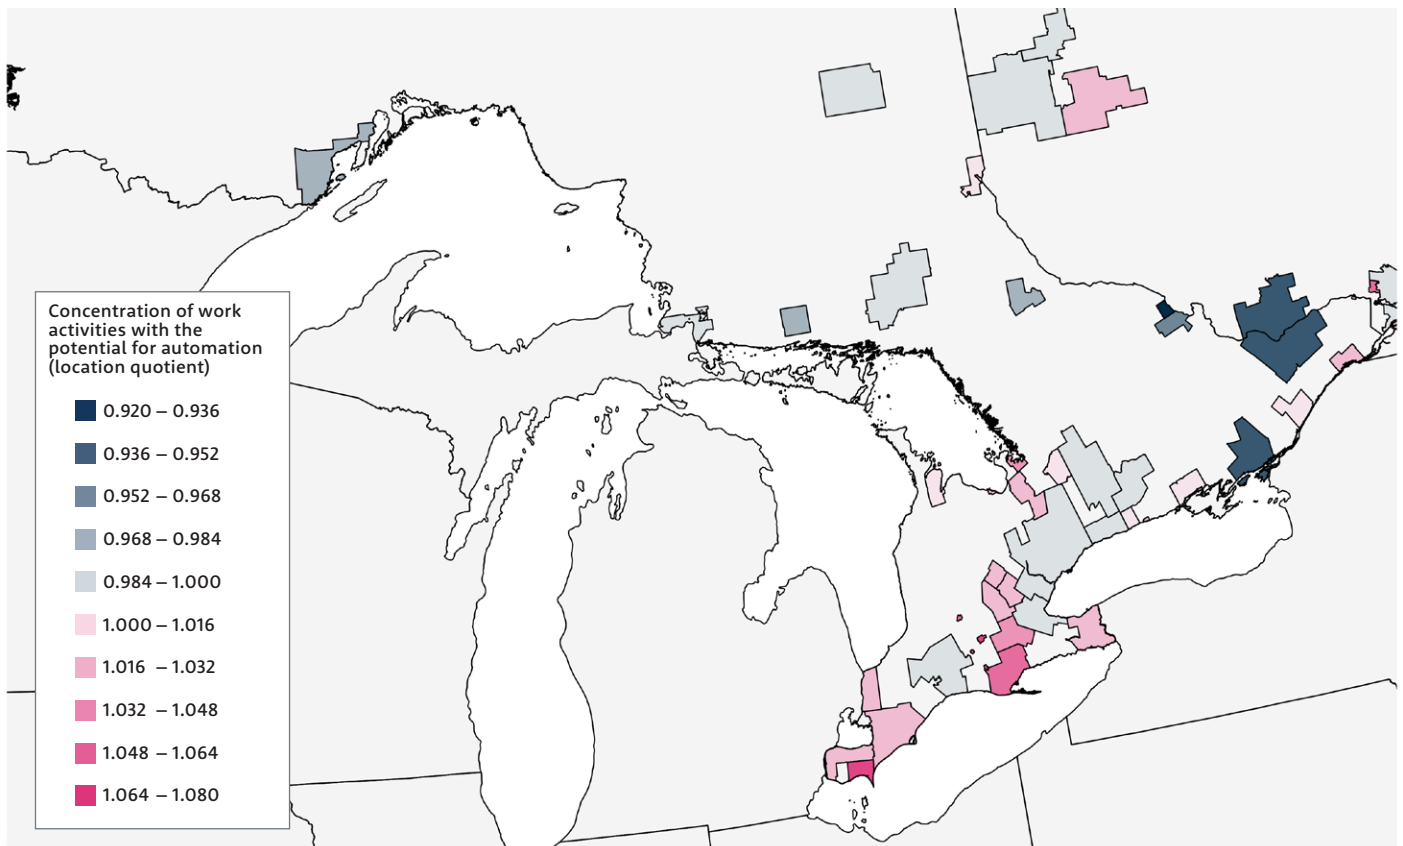 Concentration of work
activities with the
potential for automation
(location quotient)
0.920 – 0.936
0.936 – 0.952
0.952 – 0.968
0.968 – 0.984
0.984 – 1.000
1.000 – 1.016
1.016 – 1.032
1.032 – 1.048
1.048 – 1.064
1.064 – 1.080